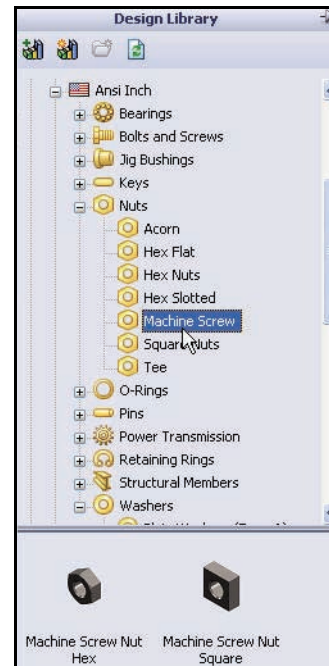 Design Library
Ansi Inch
Bearings
Bolts and Screws
Jig Bushings
Keys
Nuts
Acorn
Hex Flat
Hex Nuts
Hex Slotted
Machine Screw
Square Nuts
Tee
O-Rings
Pins
Power Transmission
Retaining Rings
Structural Members
Washers
Machine Screw Nut
Hex
Machine Screw Nut
Square